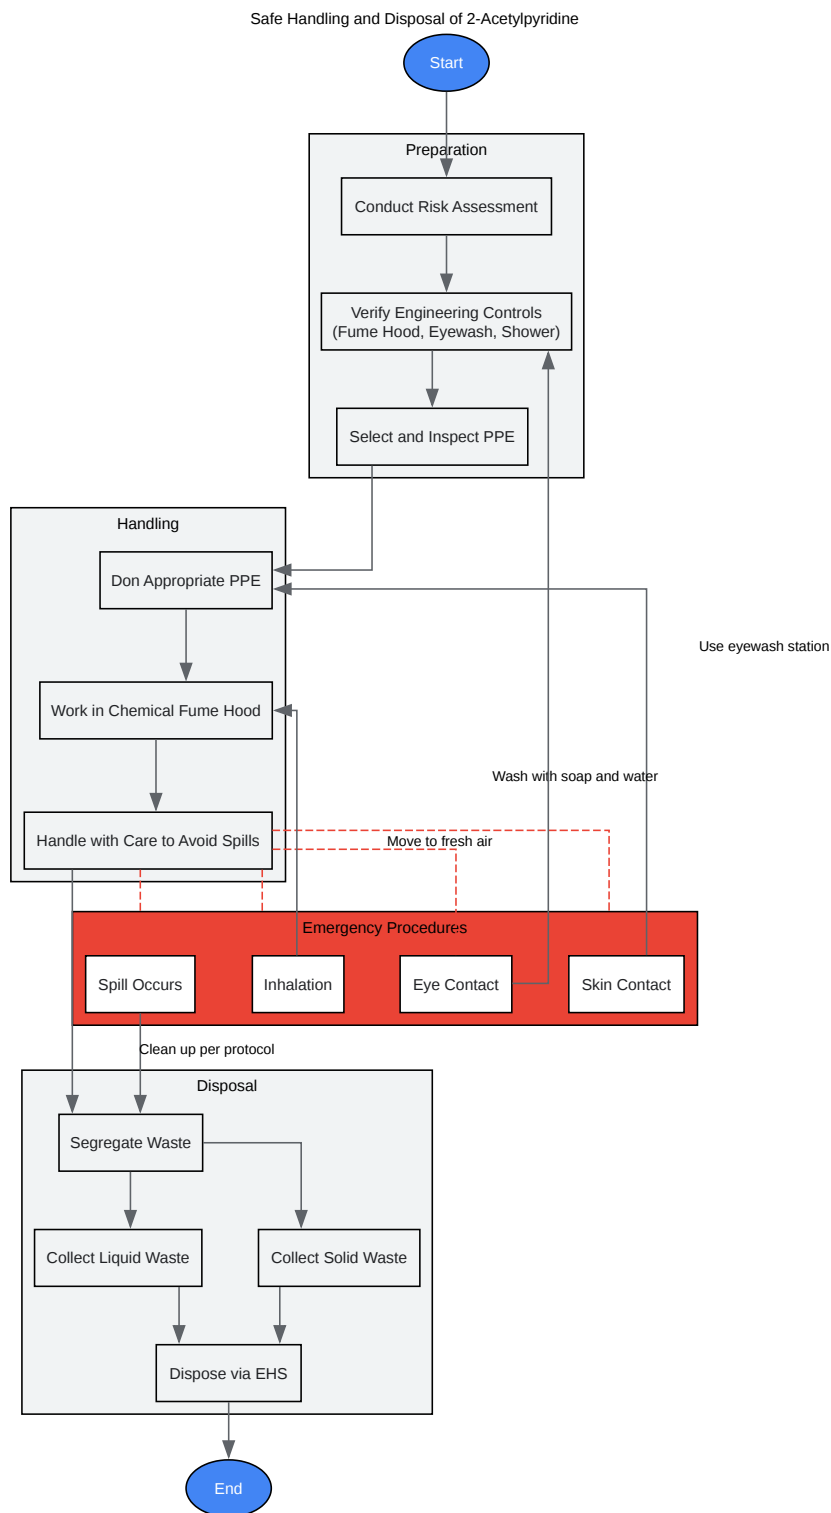 Safe Handling and Disposal of 2-Acetylpyridine
Start
Preparation
Conduct Risk Assessment
Verify Engineering Controls
(Fume Hood, Eyewash, Shower)
Select and Inspect PPE
Handling
Don Appropriate PPE
Use eyewash station
Work in Chemical Fume Hood
Wash with soap and water
Handle with Care to Avoid Spills
Move to fresh air
Emergency Procedures
Spill Occurs
Inhalation
Eye Contact
Skin Contact
Clean up per protocol
Disposal
Segregate Waste
Collect Liquid Waste
Collect Solid Waste
Dispose via EHS
End